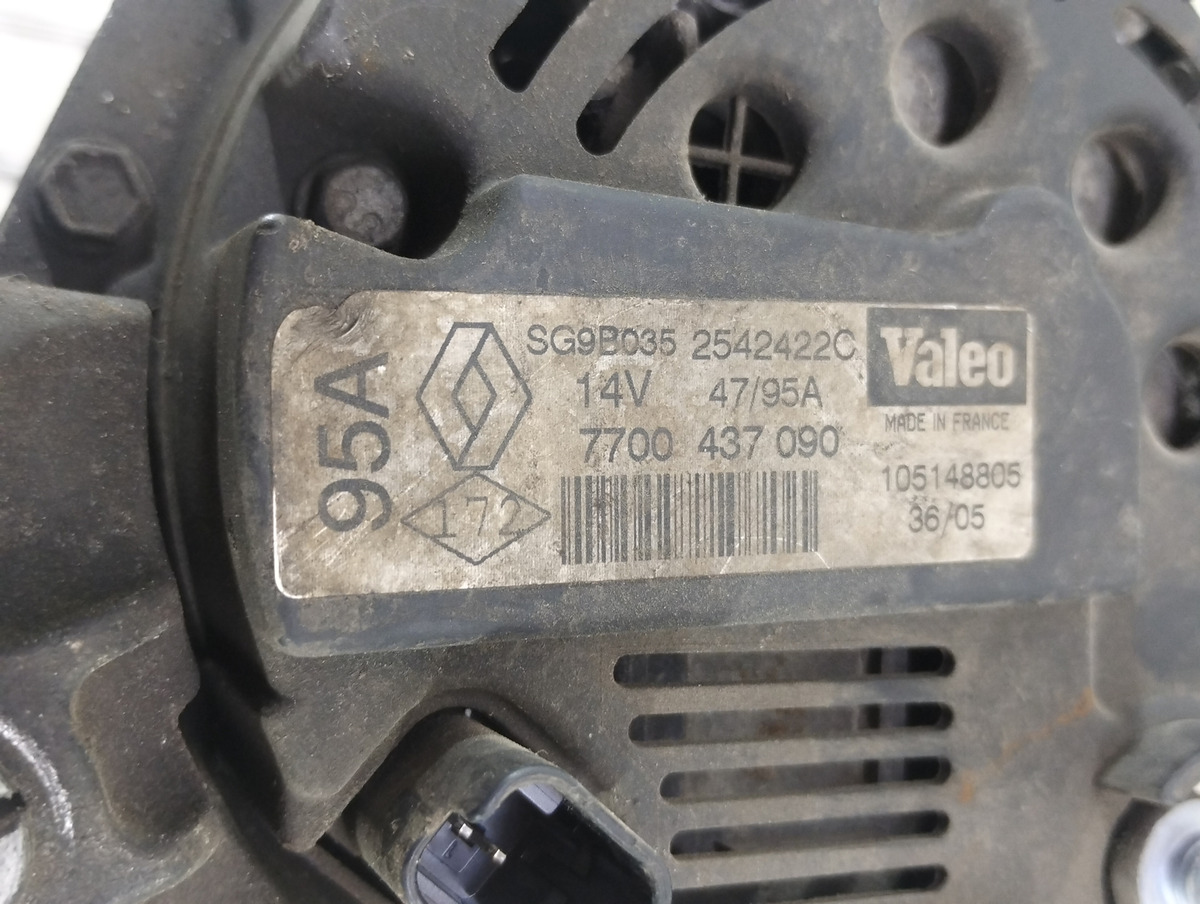 95A
172
SG9B035 2542422C
14V 47/95A
7700 437 090
Valeo
MADE IN FRANCE
105148805
36/05